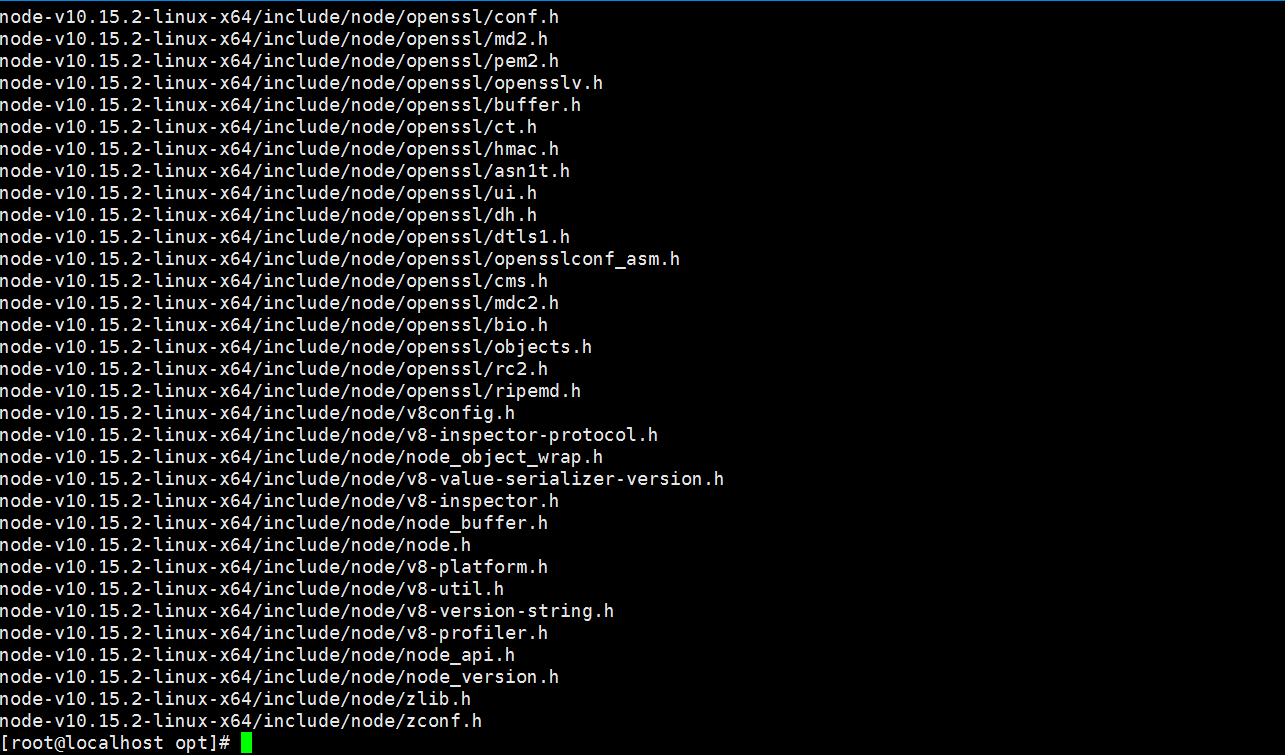 node-v10.15.2-linux-x64/include/node/openssl/conf.h
node-v10.15.2-linux-x64/include/node/openssl/md2.h
node-v10.15.2-linux-x64/include/node/openssl/pem2.h
node-v10.15.2-linux-x64/include/node/openssl/opensslv.h
node-v10.15.2-linux-x64/include/node/openssl/buffer.h
node-v10.15.2-linux-x64/include/node/openssl/ct.h
node-v10.15.2-linux-x64/include/node/openssl/hmac.h
node-v10.15.2-linux-x64/include/node/openssl/asn1t.h
node-v10.15.2-linux-x64/include/node/openssl/ui.h
node-v10.15.2-linux-x64/include/node/openssl/dh.h
node-v10.15.2-linux-x64/include/node/openssl/dtls1.h
node-v10.15.2-linux-x64/include/node/openssl/opensslconf_asm.h
node-v10.15.2-linux-x64/include/node/openssl/cms.h
node-v10.15.2-linux-x64/include/node/openssl/mdc2.h
node-v10.15.2-linux-x64/include/node/openssl/bio.h
node-v10.15.2-linux-x64/include/node/openssl/objects.h
node-v10.15.2-linux-x64/include/node/openssl/rc2.h
node-v10.15.2-linux-x64/include/node/openssl/ripemd.h
node-v10.15.2-linux-x64/include/node/v8config.h
node-v10.15.2-linux-x64/include/node/v8-inspector-protocol.h
node-v10.15.2-linux-x64/include/node/node_object_wrap.h
node-v10.15.2-linux-x64/include/node/v8-value-serializer-version.h
node-v10.15.2-linux-x64/include/node/v8-inspector.h
node-v10.15.2-linux-x64/include/node/node_buffer.h
node-v10.15.2-linux-x64/include/node/node.h
node-v10.15.2-linux-x64/include/node/v8-platform.h
node-v10.15.2-linux-x64/include/node/v8-util.h
node-v10.15.2-linux-x64/include/node/v8-version-string.h
node-v10.15.2-linux-x64/include/node/v8-profiler.h
node-v10.15.2-linux-x64/include/node/node_api.h
node-v10.15.2-linux-x64/include/node/node_version.h
node-v10.15.2-linux-x64/include/node/zlib.h
node-v10.15.2-linux-x64/include/node/zconf.h
[root@localhost opt]#